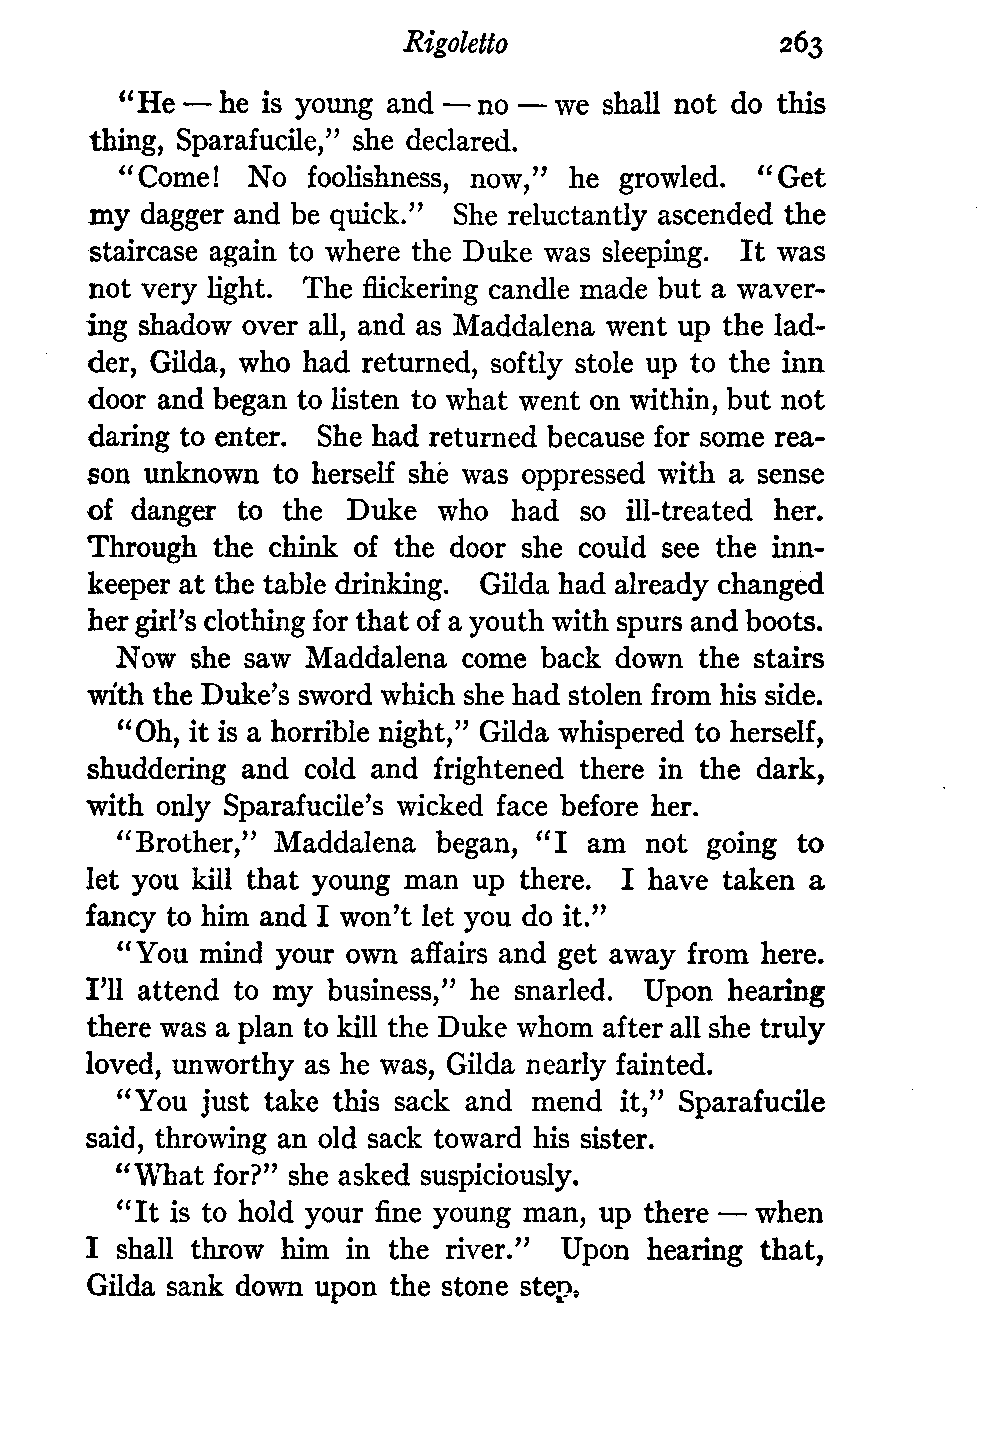 Rigoletto 263
“He — he is young and — no — we shall not do this
thing, Sparafucile,” she declared.
“Come! No foolishness, now,” he growled. “Get
my dagger and be quick.” She reluctantly ascended the
staircase again to where the Duke was sleeping. It was
not very light. The flickering candle made but a waver-
ing shadow over all, and as Maddalena went up the lad-
der, Gilda, who had returned, softly stole up to the inn
door and began to listen to what went on within, but not
daring to enter. She had returned because for some rea-
son unknown to herself she was oppressed with a sense
of danger to the Duke who had so ill-treated her.
Through the chink of the door she could see the inn-
keeper at the table drinking. Gilda had already changed
her girl’s clothing for that of a youth with spurs and boots.
Now she saw Maddalena come back down the stairs
with the Duke’s sword which she had stolen from his side.
“Oh, it is a horrible night,” Gilda whispered to herself,
shuddering and cold and frightened there in the dark,
with only Sparafucile’s wicked face before her.
“Brother,” Maddalena began, “I am not going to
let you kill that young man up there. I have taken a
fancy to him and I won’t let you do it.”
“You mind your own affairs and get away from here.
I’ll attend to my business,” he snarled. Upon hearing
there was a plan to kill the Duke whom after all she truly
loved, unworthy as he was, Gilda nearly fainted.
“You just take this sack and mend it,” Sparafucile
said, throwing an old sack toward his sister.
“What for?” she asked suspiciously.
“It is to hold your fine young man, up there — when
I shall throw him in the river.” Upon hearing that,
Gilda sank down upon the stone step.